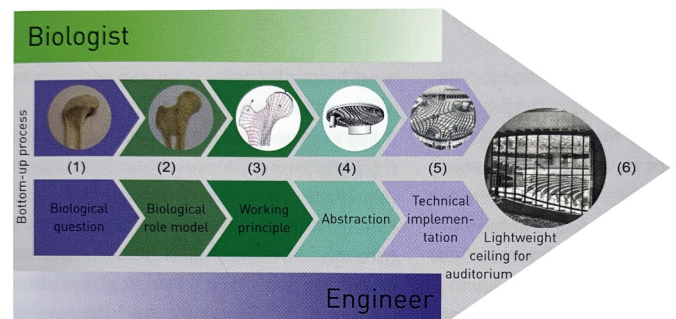 Biologist
Bottom-up process
(1)
(2)
(3)
(4)
(5)
(6)
Biological
question
Biological
role model
Working
principle
Abstraction
Technical
implemen-
tation
Lightweight
ceiling for
auditorium
Engineer